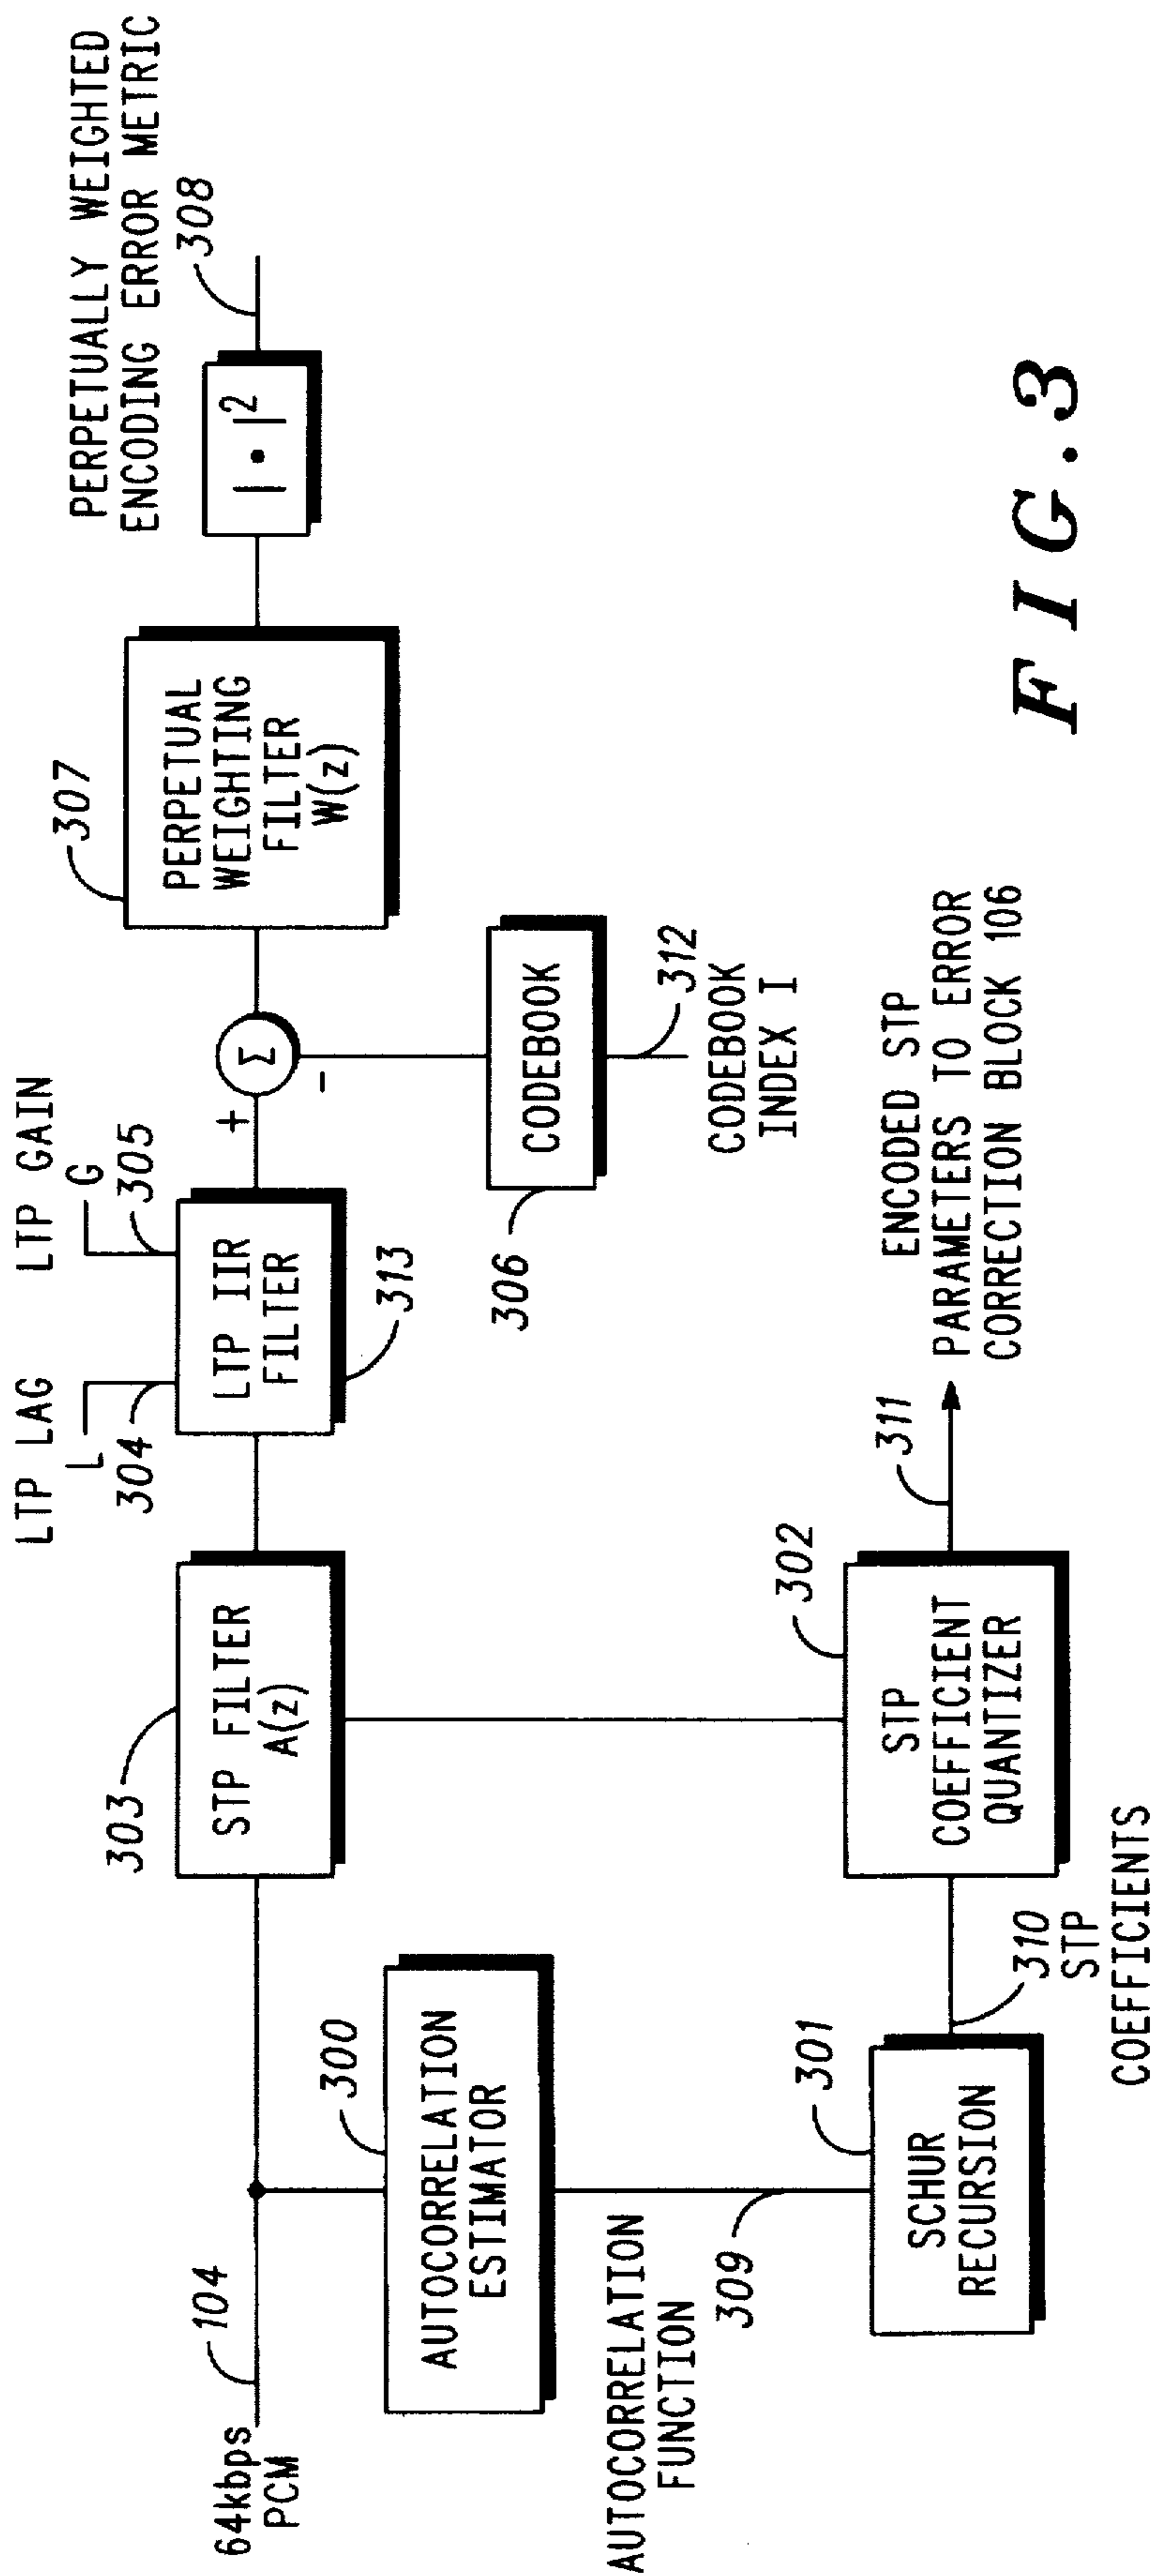 64kbps
PCM
104
303
STP FILTER
A(z)
LTP LAG
L
304
LTP GAIN
G
305
LTP IIR
FILTER
313
+
Σ
-
307
PERPETUAL
WEIGHTING
FILTER
W(z)
|•|2
308
PERPETUALLY WEIGHTED
ENCODING ERROR METRIC
300
AUTOCORRELATION
ESTIMATOR
306
CODEBOOK
312
CODEBOOK
INDEX I
AUTOCORRELATION
FUNCTION
309
301
SCHUR
RECURSION
310
STP
COEFFICIENTS
302
STP
COEFFICIENT
QUANTIZER
311
ENCODED STP
PARAMETERS TO ERROR
CORRECTION BLOCK 106
FIG.3